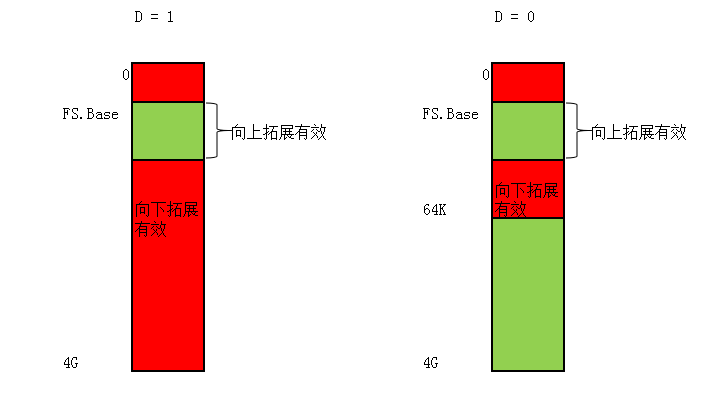 D = 1
D = 0
0
FS.Base
向上拓展有效
向下拓展
有效
4G
0
FS.Base
向上拓展有效
向下拓展
有效
64K
4G